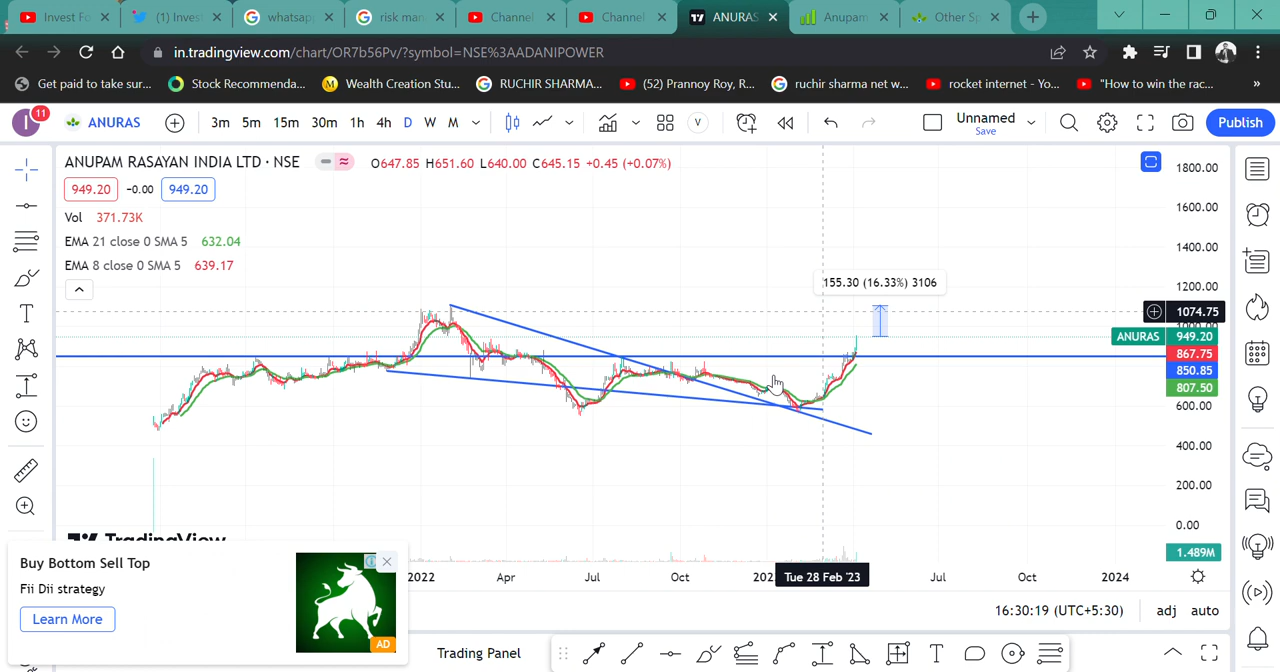 Invest Fo
(1) Invest
whatsap
risk man
Channel
Channel
ANURAS
Anupam
Other Sp
in.tradingview.com/chart/OR7b56Pv/?symbol=NSE%3AADANIPOWER
Get paid to take sur...
Stock Recommenda...
Wealth Creation Stu...
RUCHIR SHARMA...
(52) Prannoy Roy, R...
ruchir sharma net w...
rocket internet - Yo...
"How to win the rac...
»
I
11
ANURAS
3m 5m 15m 30m 1h 4h D W M
V
Unnamed
Save
Publish
ANUPAM RASAYAN INDIA LTD · NSE
O647.85 H651.60 L640.00 C645.15 +0.45 (+0.07%)
949.20 -0.00 949.20
Vol 371.73K
EMA 21 close 0 SMA 5 632.04
EMA 8 close 0 SMA 5 639.17
155.30 (16.33%) 3106
1800.00
1600.00
1400.00
1200.00
1074.75
1000.00
ANURAS 949.20
867.75
850.85
807.50
600.00
400.00
200.00
0.00
1.489M
TradingView
2022
Apr
Jul
Oct
202
Tue 28 Feb '23
Jul
Oct
2024
Buy Bottom Sell Top
Fii Dii strategy
Learn More
AD
16:30:19 (UTC+5:30)
adj
auto
Trading Panel